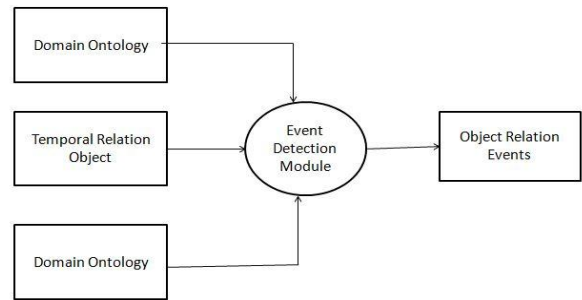 Domain Ontology
Temporal Relation
Object
Domain Ontology
Event
Detection
Module
Object Relation
Events